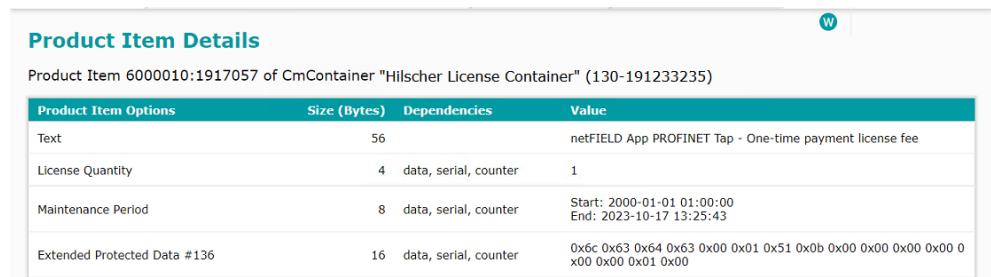 W
Product Item Details
Product Item 6000010:1917057 of CmContainer "Hilscher License Container" (130-191233235)
Product Item Options Size (Bytes) Dependencies Value
Text 56 netFIELD App PROFINET Tap - One-time payment license fee
License Quantity 4 data, serial, counter 1
Maintenance Period 8 data, serial, counter Start: 2000-01-01 01:00:00
End: 2023-10-17 13:25:43
Extended Protected Data #136 16 data, serial, counter 0x6c 0x63 0x64 0x63 0x00 0x01 0x51 0x0b 0x00 0x00 0x00 0x00 0
x00 0x00 0x01 0x00